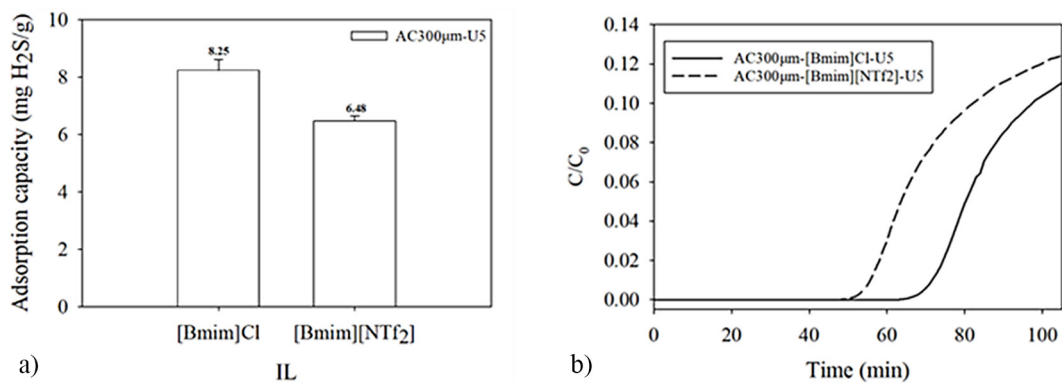 Adsorption capacity (mg H2S/g)
10
8
6
4
2
0
AC300μm-U5
8.25
6.48
[Bmim]Cl
[Bmim][NTf2]
IL
a)
C/C0
0.14
0.12
0.10
0.08
0.06
0.04
0.02
0.00
AC300μm-[Bmim]Cl-U5
AC300μm-[Bmim][NTf2]-U5
0 20 40 60 80 100
Time (min)
b)